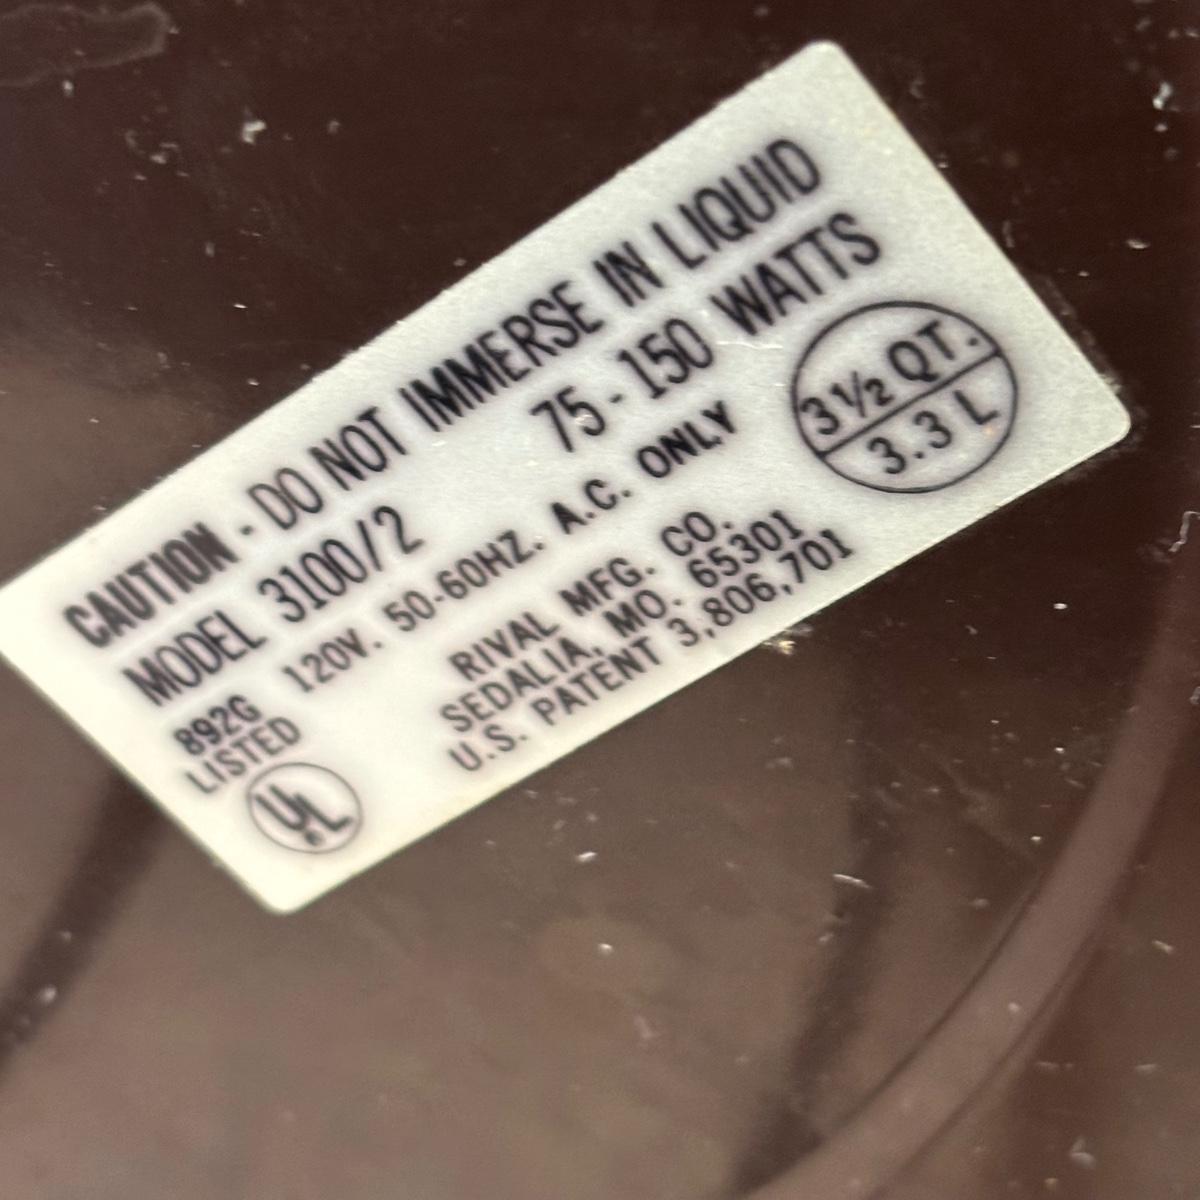 CAUTION - DO NOT IMMERSE IN LIQUID
MODEL 3100/2 75-150 WATTS
120V. 50-60HZ. A.C. ONLY
3½ QT.
3.3 L
892G
LISTED
UL
RIVAL MFG. CO.
SEDALIA, MO. 65301
U.S. PATENT 3,806,701